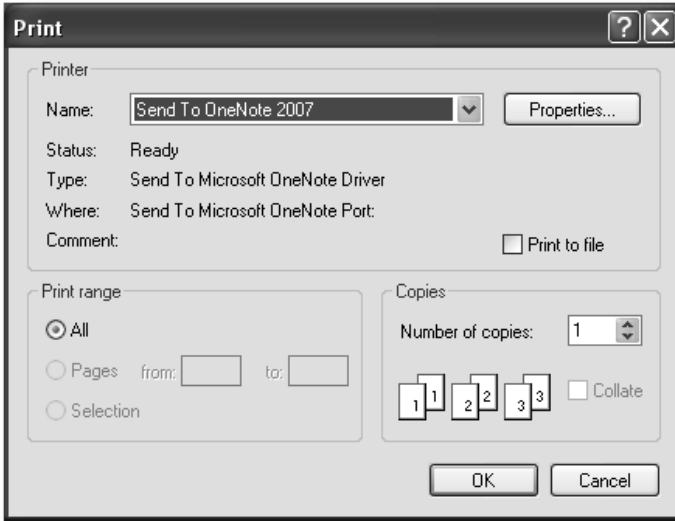 Print
Printer
Name: Send To OneNote 2007 Properties...
Status: Ready
Type: Send To Microsoft OneNote Driver
Where: Send To Microsoft OneNote Port:
Comment: Print to file
Print range
All
Pages from: to:
Selection
Copies
Number of copies: 1
1 1 2 2 3 3 Collate
OK Cancel